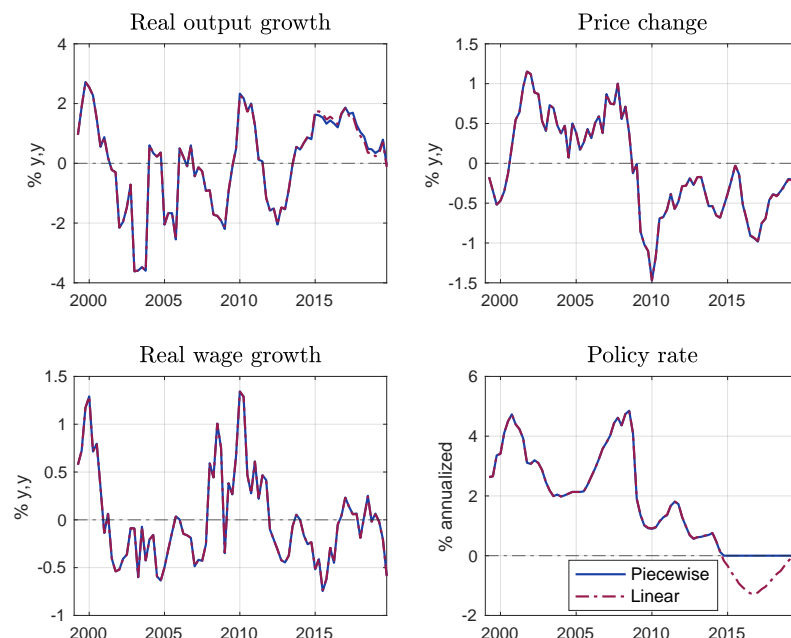 Real output growth
4
2
0
-2
-4
% y,y
2000 2005 2010 2015
Price change
1.5
1
0.5
0
-0.5
-1
-1.5
% y,y
2000 2005 2010 2015
Real wage growth
1.5
1
0.5
0
-0.5
-1
% y,y
2000 2005 2010 2015
Policy rate
6
4
2
0
-2
% annualized
Piecewise
Linear
2000 2005 2010 2015